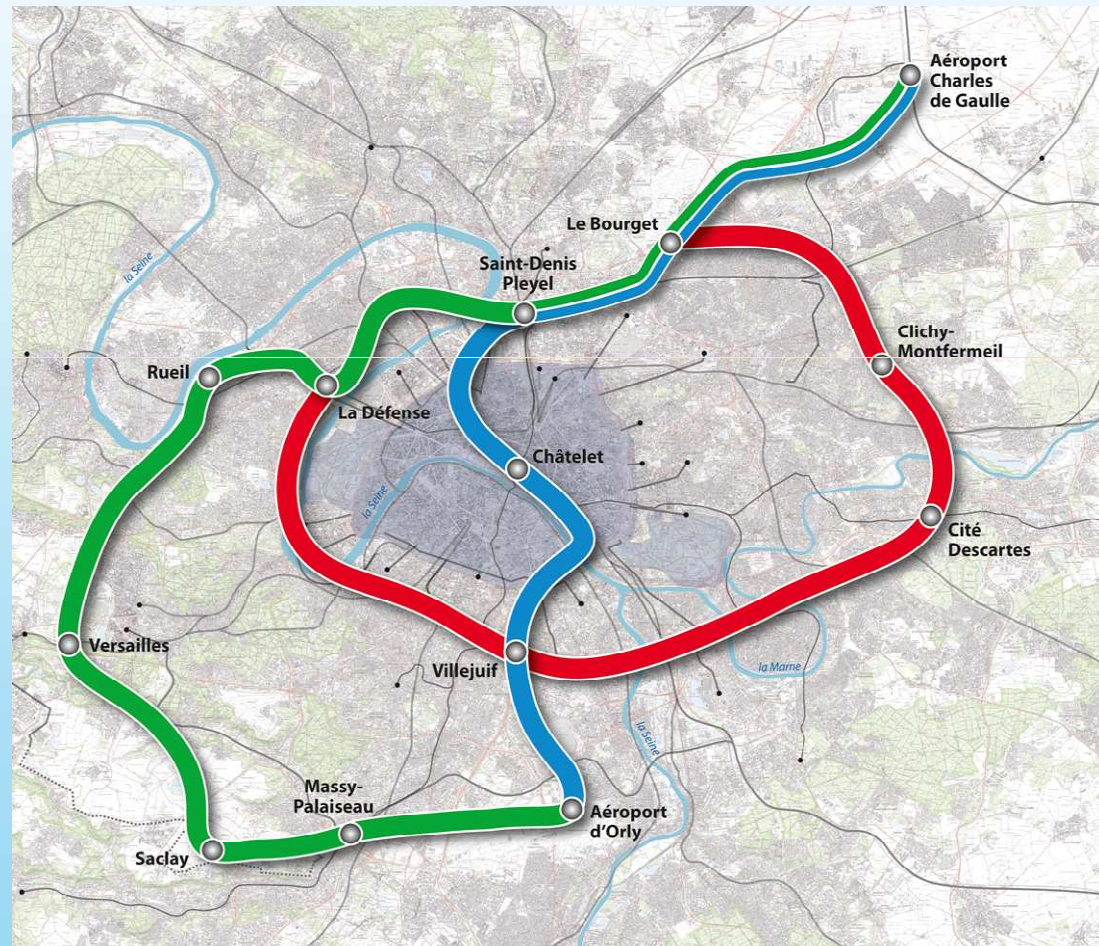 Aéroport
Charles
de Gaulle
Le Bourget
la Seine
Saint-Denis
Pleyel
Clichy-
Montfermeil
Rueil
La Défense
Châtelet
la Seine
Cité
Descartes
Versailles
Villejuif
la Marne
la Seine
Massy-
Palaiseau
Aéroport
d'Orly
Saclay